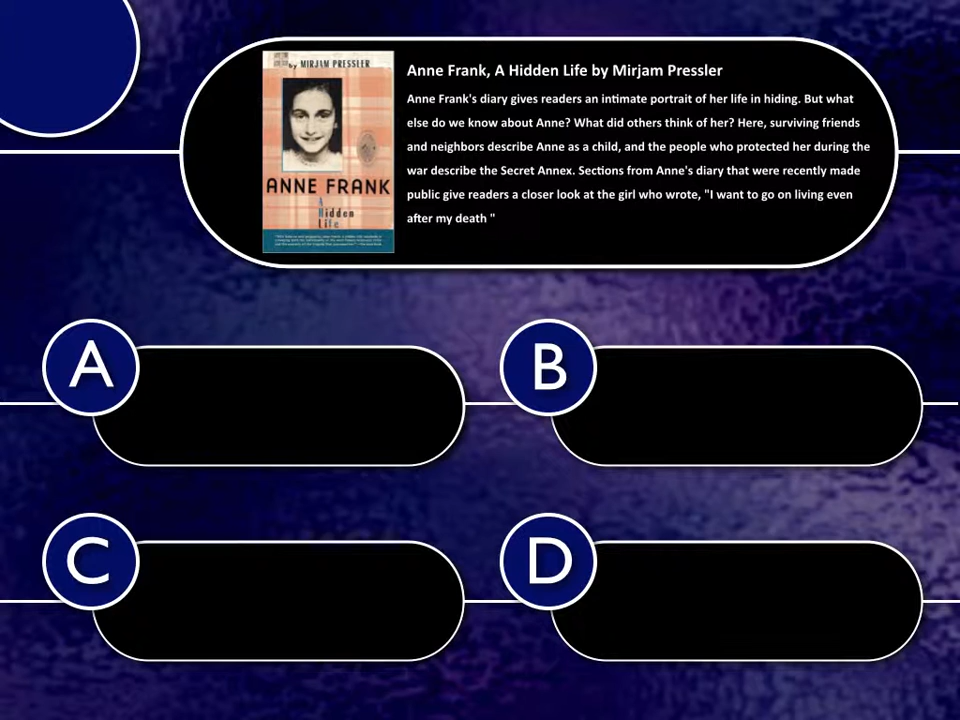 by MIRJAM PRESSLER
ANNE FRANK
A
Hidden
Life
Anne Frank, A Hidden Life by Mirjam Pressler
Anne Frank's diary gives readers an intimate portrait of her life in hiding. But what
else do we know about Anne? What did others think of her? Here, surviving friends
and neighbors describe Anne as a child, and the people who protected her during the
war describe the Secret Annex. Sections from Anne's diary that were recently made
public give readers a closer look at the girl who wrote, "I want to go on living even
after my death "
A
B
C
D